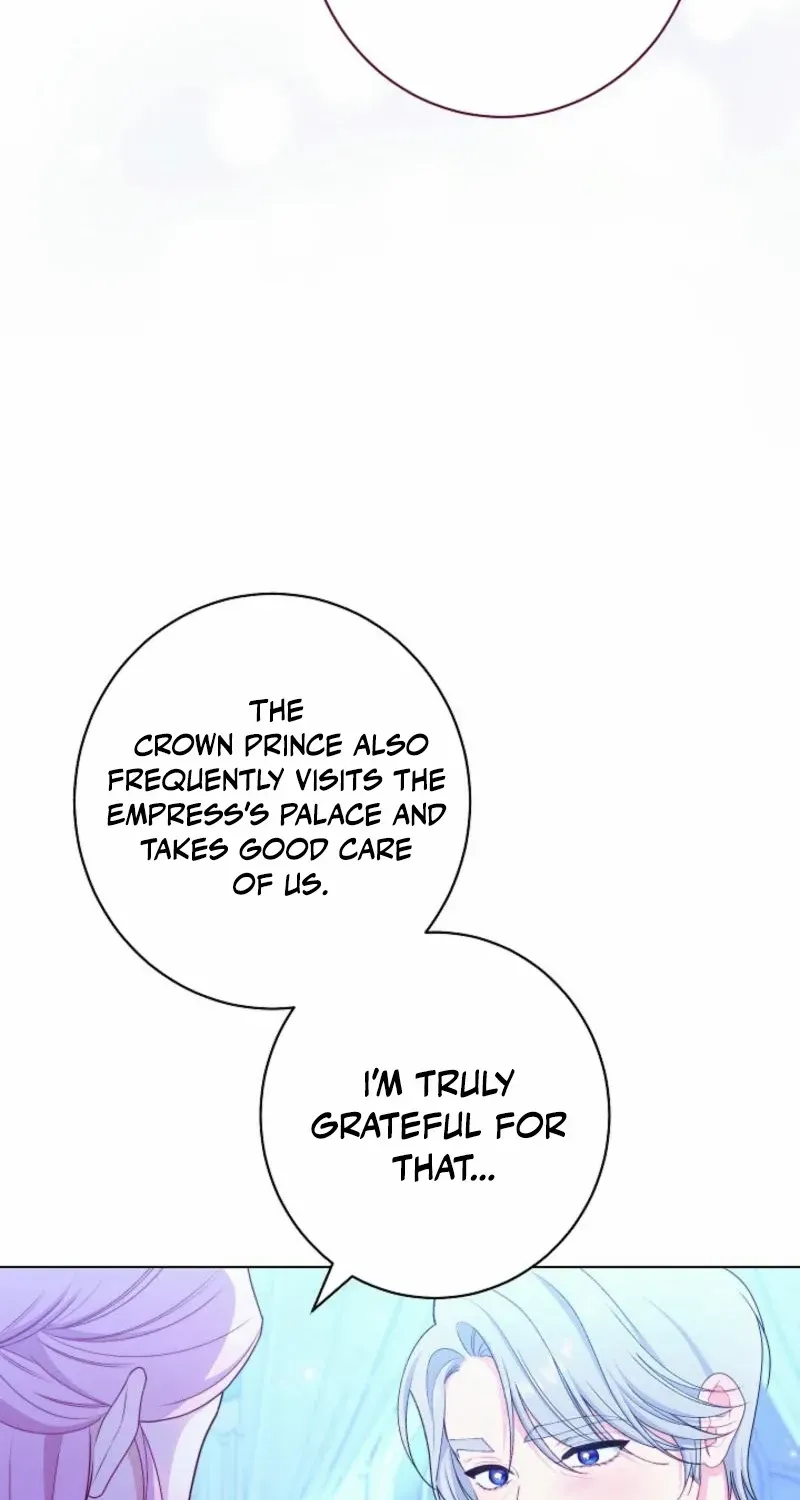 THE
CROWN PRINCE ALSO
FREQUENTLY VISITS THE
EMPRESS'S PALACE AND
TAKES GOOD CARE
OF US.
I'M TRULY
GRATEFUL FOR
THAT...